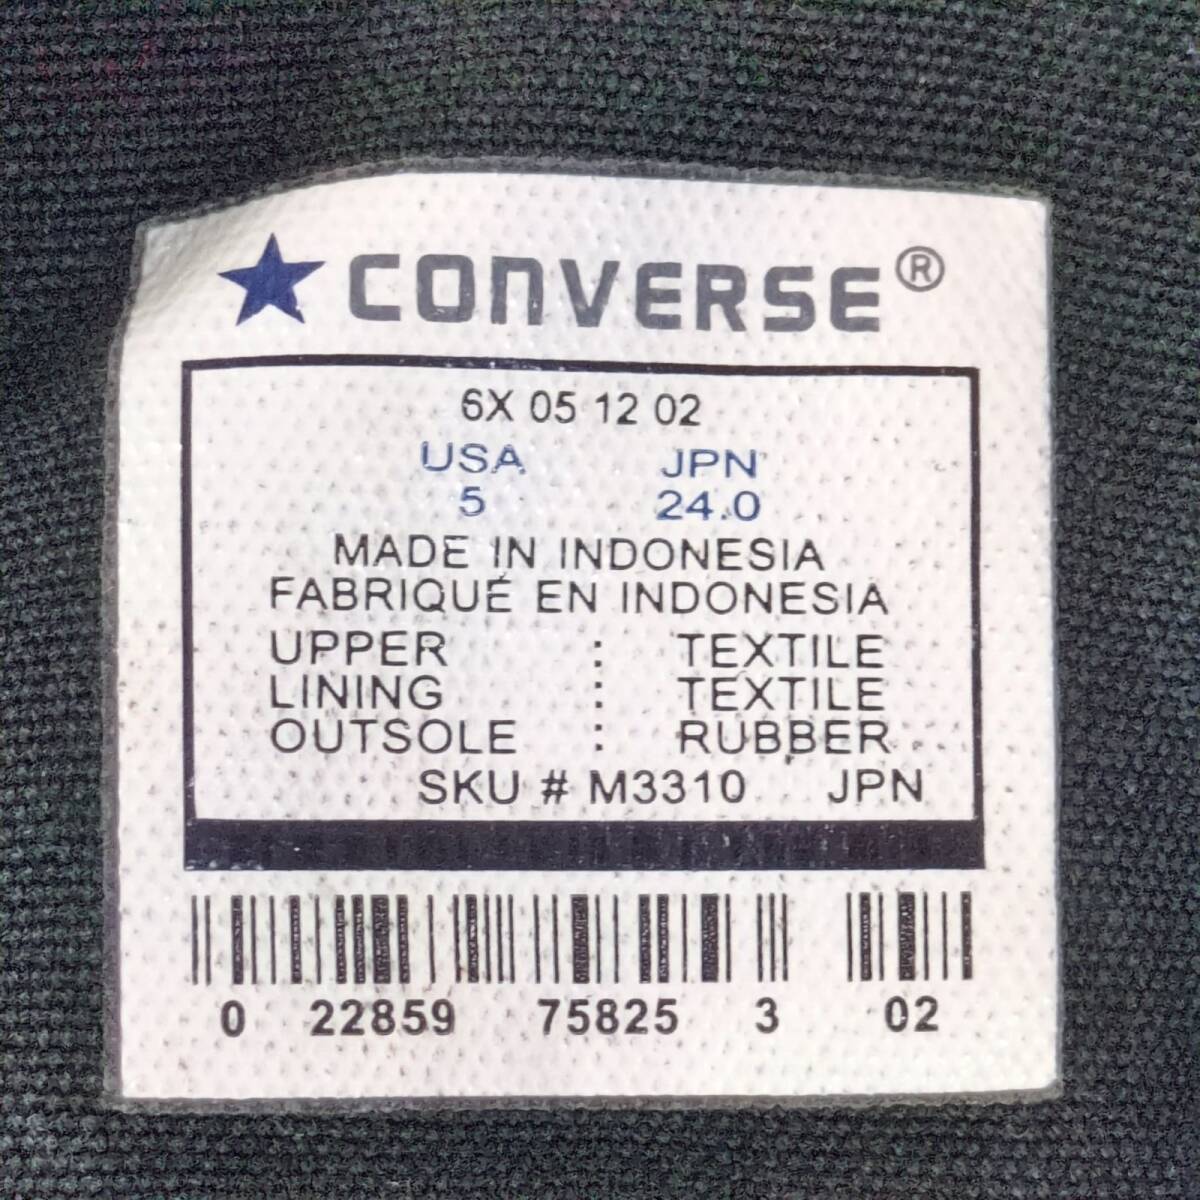 ★CONVERSE®
6X 05 12 02
USA JPN
5 24.0
MADE IN INDONESIA
FABRIQUÉ EN INDONESIA
UPPER : TEXTILE
LINING : TEXTILE
OUTSOLE : RUBBER
SKU # M3310 JPN
0 22859 75825 3 02